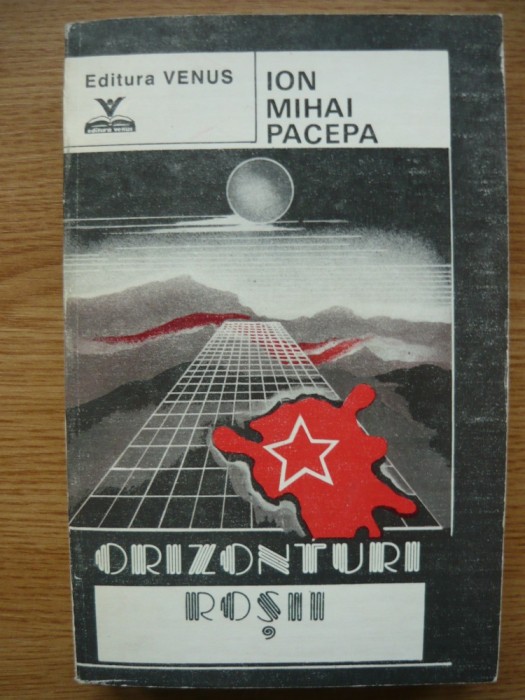 Editura VENUS
editura venus
ION
MIHAI
PACEPA
ORIZONTURI
ROȘII